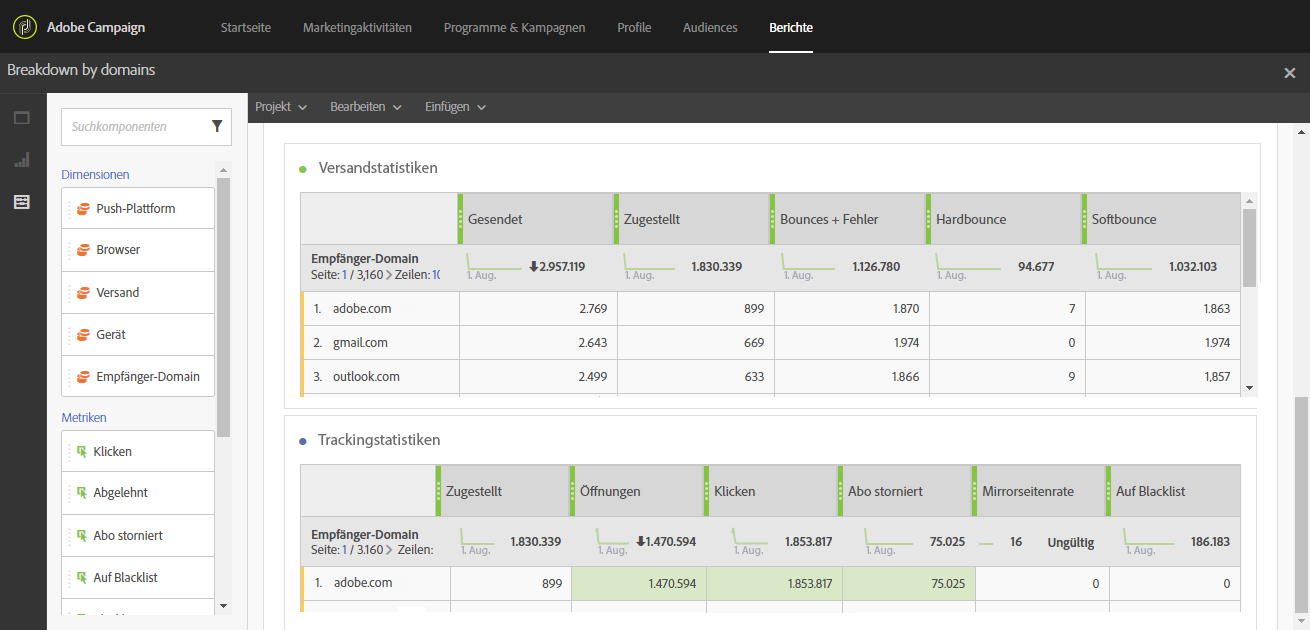 Adobe Campaign Startseite Marketingaktivitäten Programme & Kampagnen Profile Audiences Berichte
Breakdown by domains
Projekt Bearbeiten Einfügen
Suchkomponenten
Dimensionen
Push-Plattform
Browser
Versand
Gerät
Empfänger-Domain
Metriken
Klicken
Abgelehnt
Abo storniert
Auf Blacklist
Versandstatistiken
Gesendet Zugestellt Bounces + Fehler Hardbounce Softbounce
Empfänger-Domain
Seite: 1 / 3,160 > Zeilen: 10
1. Aug. 2.957.119 1. Aug. 1.830.339 1. Aug. 1.126.780 1. Aug. 94.677 1. Aug. 1.032.103
1. adobe.com 2.769 899 1.870 7 1.863
2. gmail.com 2.643 669 1.974 0 1.974
3. outlook.com 2.499 633 1.866 9 1,857
Trackingstatistiken
Zugestellt Öffnungen Klicken Abo storniert Mirrorseitenrate Auf Blacklist
Empfänger-Domain
Seite: 1 / 3.160 > Zeilen:
1. Aug. 1.830.339 1. Aug. 1.470.594 1. Aug. 1.853.817 1. Aug. 75.025 16 Ungültig 1. Aug. 186.183
1. adobe.com 899 1.470.594 1.853.817 75.025 0 0